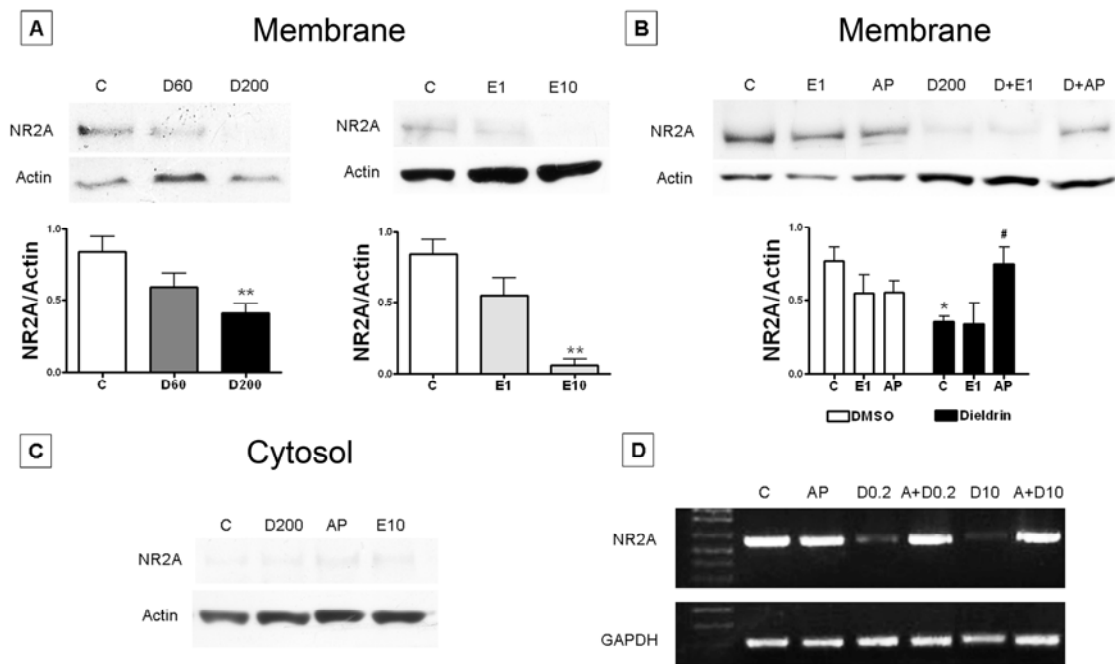 A Membrane
C D60 D200
NR2A
Actin
C E1 E10
NR2A
Actin
NR2A/Actin
1.0
0.5
0.0
C D60 D200
**
NR2A/Actin
1.0
0.5
0.0
C E1 E10
**
B Membrane
C E1 AP D200 D+E1 D+AP
NR2A
Actin
NR2A/Actin
1.0
0.5
0.0
* #
C E1 AP C E1 AP
DMSO Dieldrin
C Cytosol
C D200 AP E10
NR2A
Actin
D
C AP D0.2 A+D0.2 D10 A+D10
NR2A
GAPDH